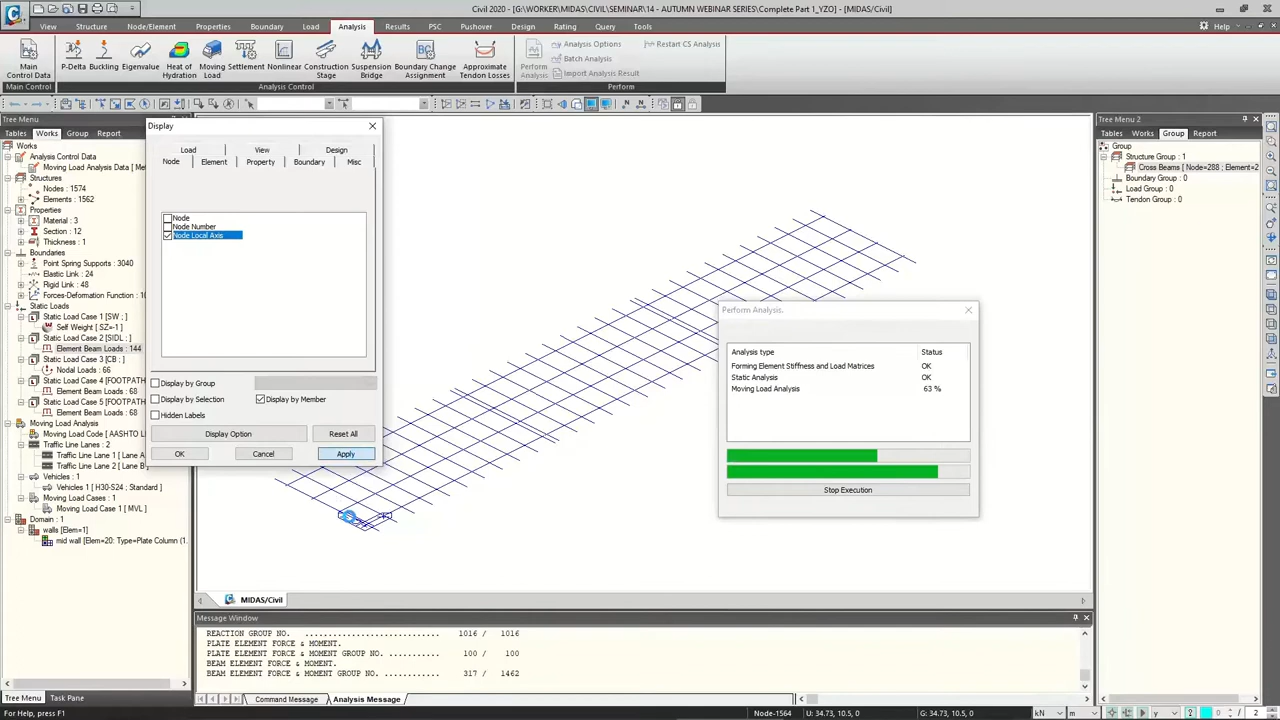 Civil 2020 - [G:\WORKER\MIDAS\CIVIL\SEMINAR\14 - AUTUMN WEBINAR SERIES\Complete Part 1_YZO] - [MIDAS/Civil]
View Structure Node/Element Properties Boundary Load Analysis Results PSC Pushover Design Rating Query Tools Help
Main Control Data
P-Delta
Buckling
Eigenvalue
Heat of Hydration
Moving Load
Settlement
Nonlinear
Construction Stage
Suspension Bridge
Boundary Change Assignment
Approximate Tendon Losses
Perform Analysis
Analysis Options
Batch Analysis
Import Analysis Result
Restart CS Analysis
Main Control
Analysis Control
Perform
Tree Menu
Tables Works Group Report
Works
Analysis Control Data
Moving Load Analysis Data [ Me
Structures
Nodes : 1574
Elements : 1562
Properties
Material : 3
Section : 12
Thickness : 1
Boundaries
Point Spring Supports : 3040
Elastic Link : 24
Rigid Link : 48
Forces-Deformation Function : 10
Static Loads
Static Load Case 1 [SW ; ]
Self Weight [ SZ=-1 ]
Static Load Case 2 [SIDL ; ]
Element Beam Loads : 144
Static Load Case 3 [CB ; ]
Nodal Loads : 66
Static Load Case 4 [FOOTPATH
Element Beam Loads : 68
Static Load Case 5 [FOOTPATH
Element Beam Loads : 68
Moving Load Analysis
Moving Load Code [ AASHTO Lo
Traffic Line Lanes : 2
Traffic Line Lane 1 [ Lane A
Traffic Line Lane 2 [ Lane B
Vehicles : 1
Vehicles 1 [H30-S24 ; Standard ]
Moving Load Cases : 1
Moving Load Case 1 [ MVL ]
Domain : 1
walls [Elem=1]
mid wall [Elem=20: Type=Plate Column (1.
Tree Menu Task Pane
Display
Load View Design
Node Element Property Boundary Misc
Node
Node Number
Node Local Axis
Display by Group
Display by Selection Display by Member
Hidden Labels
Display Option Reset All
OK Cancel Apply
Perform Analysis.
Analysis type Status
Forming Element Stiffness and Load Matrices OK
Static Analysis OK
Moving Load Analysis 63 %
Stop Execution
MIDAS/Civil
Message Window
REACTION GROUP NO. ........................... 1016 / 1016
PLATE ELEMENT FORCE & MOMENT.
PLATE ELEMENT FORCE & MOMENT GROUP NO. ........... 100 / 100
BEAM ELEMENT FORCE & MOMENT.
BEAM ELEMENT FORCE & MOMENT GROUP NO. ............ 317 / 1462
Command Message Analysis Message
Tree Menu 2
Tables Works Group Report
Group
Structure Group : 1
Cross Beams [ Node=288 ; Element=2
Boundary Group : 0
Load Group : 0
Tendon Group : 0
For Help, press F1
Node-1564
U: 34.73, 10.5, 0
G: 34.73, 10.5, 0
kN
m
y
0
/ 2